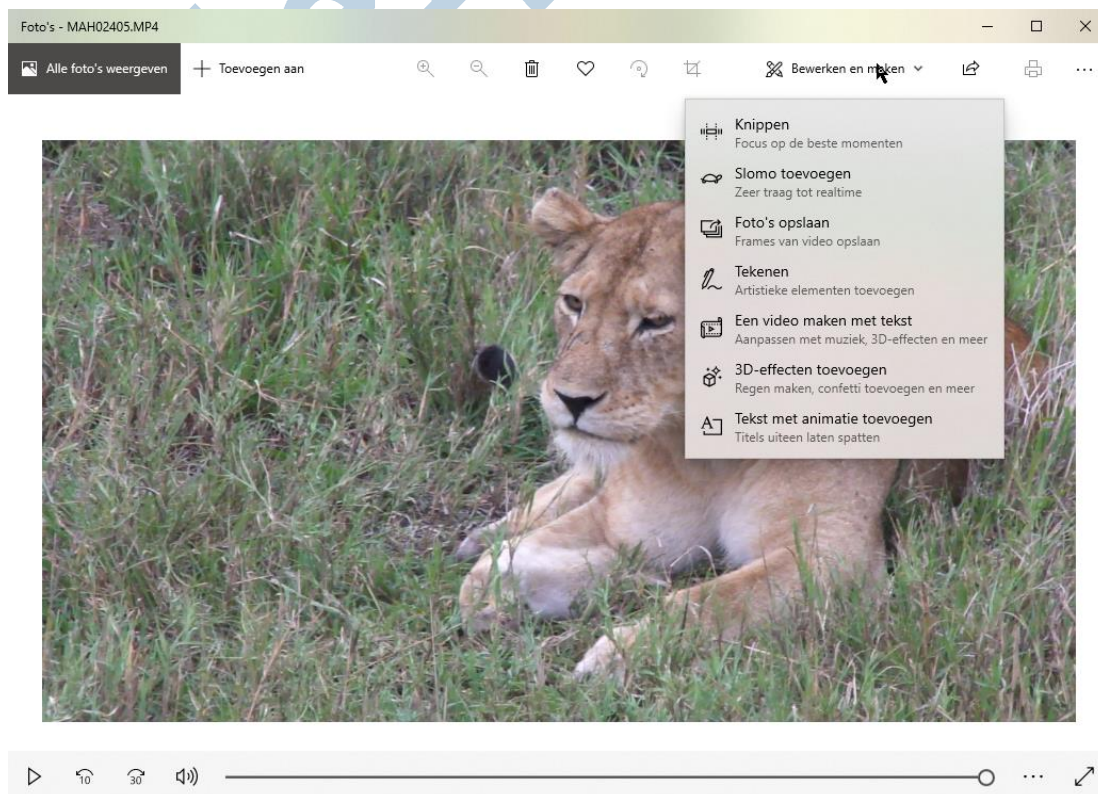 Foto's - MAH02405.MP4
Alle foto's weergeven
Toevoegen aan
Bewerken en maken
Knippen
Focus op de beste momenten
Slomo toevoegen
Zeer traag tot realtime
Foto's opslaan
Frames van video opslaan
Tekenen
Artistieke elementen toevoegen
Een video maken met tekst
Aanpassen met muziek, 3D-effecten en meer
3D-effecten toevoegen
Regen maken, confetti toevoegen en meer
Tekst met animatie toevoegen
Titels uiteen laten spatten
10
30